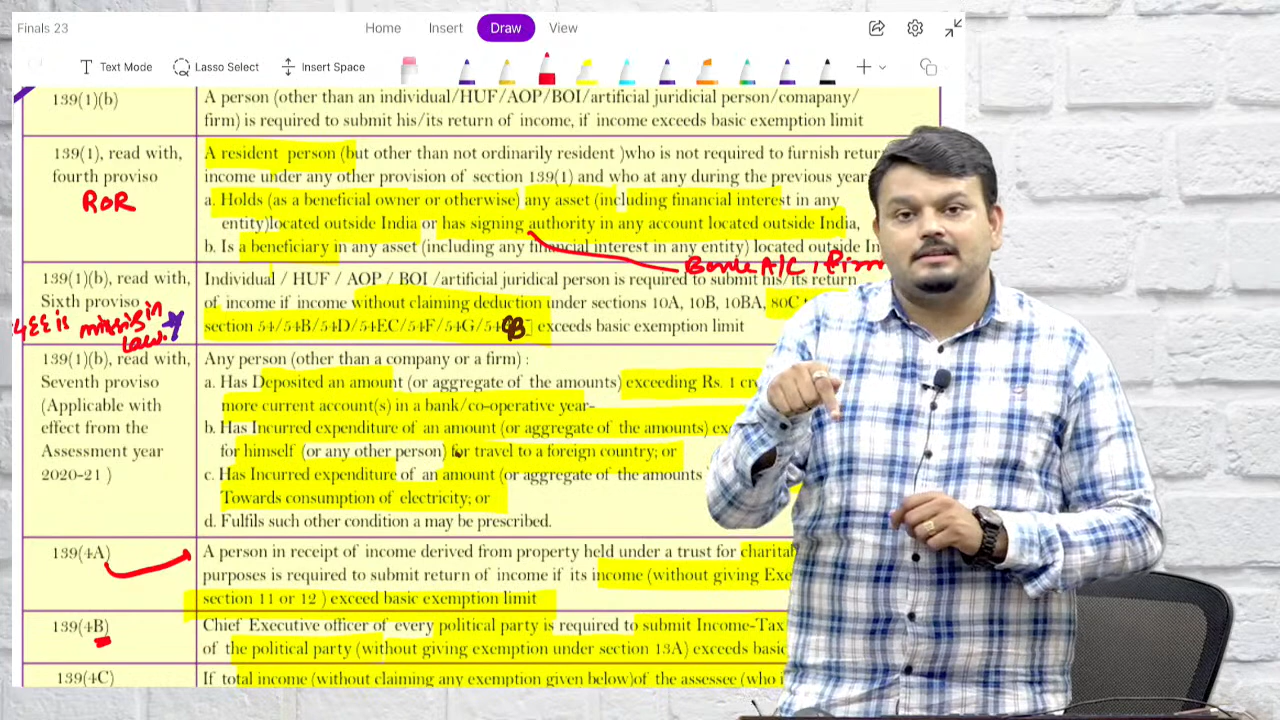 Finals 23
Home Insert Draw View
Text Mode Lasso Select Insert Space
139(1)(b)
A person (other than an individual/HUF/AOP/BOI/artificial juridicial person/comapany/
firm) is required to submit his/its return of income, if income exceeds basic exemption limit
139(1), read with,
fourth proviso
ROR
A resident person (but other than not ordinarily resident )who is not required to furnish retur
income under any other provision of section 139(1) and who at any during the previous year
a. Holds (as a beneficial owner or otherwise) any asset (including financial interest in any
entity)located outside India or has signing authority in any account located outside India,
b. Is a beneficiary in any asset (including any financial interest in any entity) located outside In
Bank A/C, firm
139(1)(b), read with,
Sixth proviso
4EE is missing in
law.
Individual / HUF / AOP / BOI /artificial juridical person is required to submit his/its return
of income if income without claiming deduction under sections 10A, 10B, 10BA, 80C
section 54/54B/54D/54EC/54F/54G/54GB exceeds basic exemption limit
139(1)(b), read with,
Seventh proviso
(Applicable with
effect from the
Assessment year
2020-21 )
Any person (other than a company or a firm) :
a. Has Deposited an amount (or aggregate of the amounts) exceeding Rs. 1 cr
more current account(s) in a bank/co-operative year-
b. Has Incurred expenditure of an amount (or aggregate of the amounts) ex
for himself (or any other person) for travel to a foreign country; or
c. Has Incurred expenditure of an amount (or aggregate of the amounts
Towards consumption of electricity; or
d. Fulfils such other condition a may be prescribed.
139(4A)
A person in receipt of income derived from property held under a trust for charital
purposes is required to submit return of income if its income (without giving Exe
section 11 or 12 ) exceed basic exemption limit
139(4B)
Chief Executive officer of every political party is required to submit Income-Tax
of the political party (without giving exemption under section 13A) exceeds basic
139(4C)
If total income (without claiming any exemption given below)of the assessee (who i